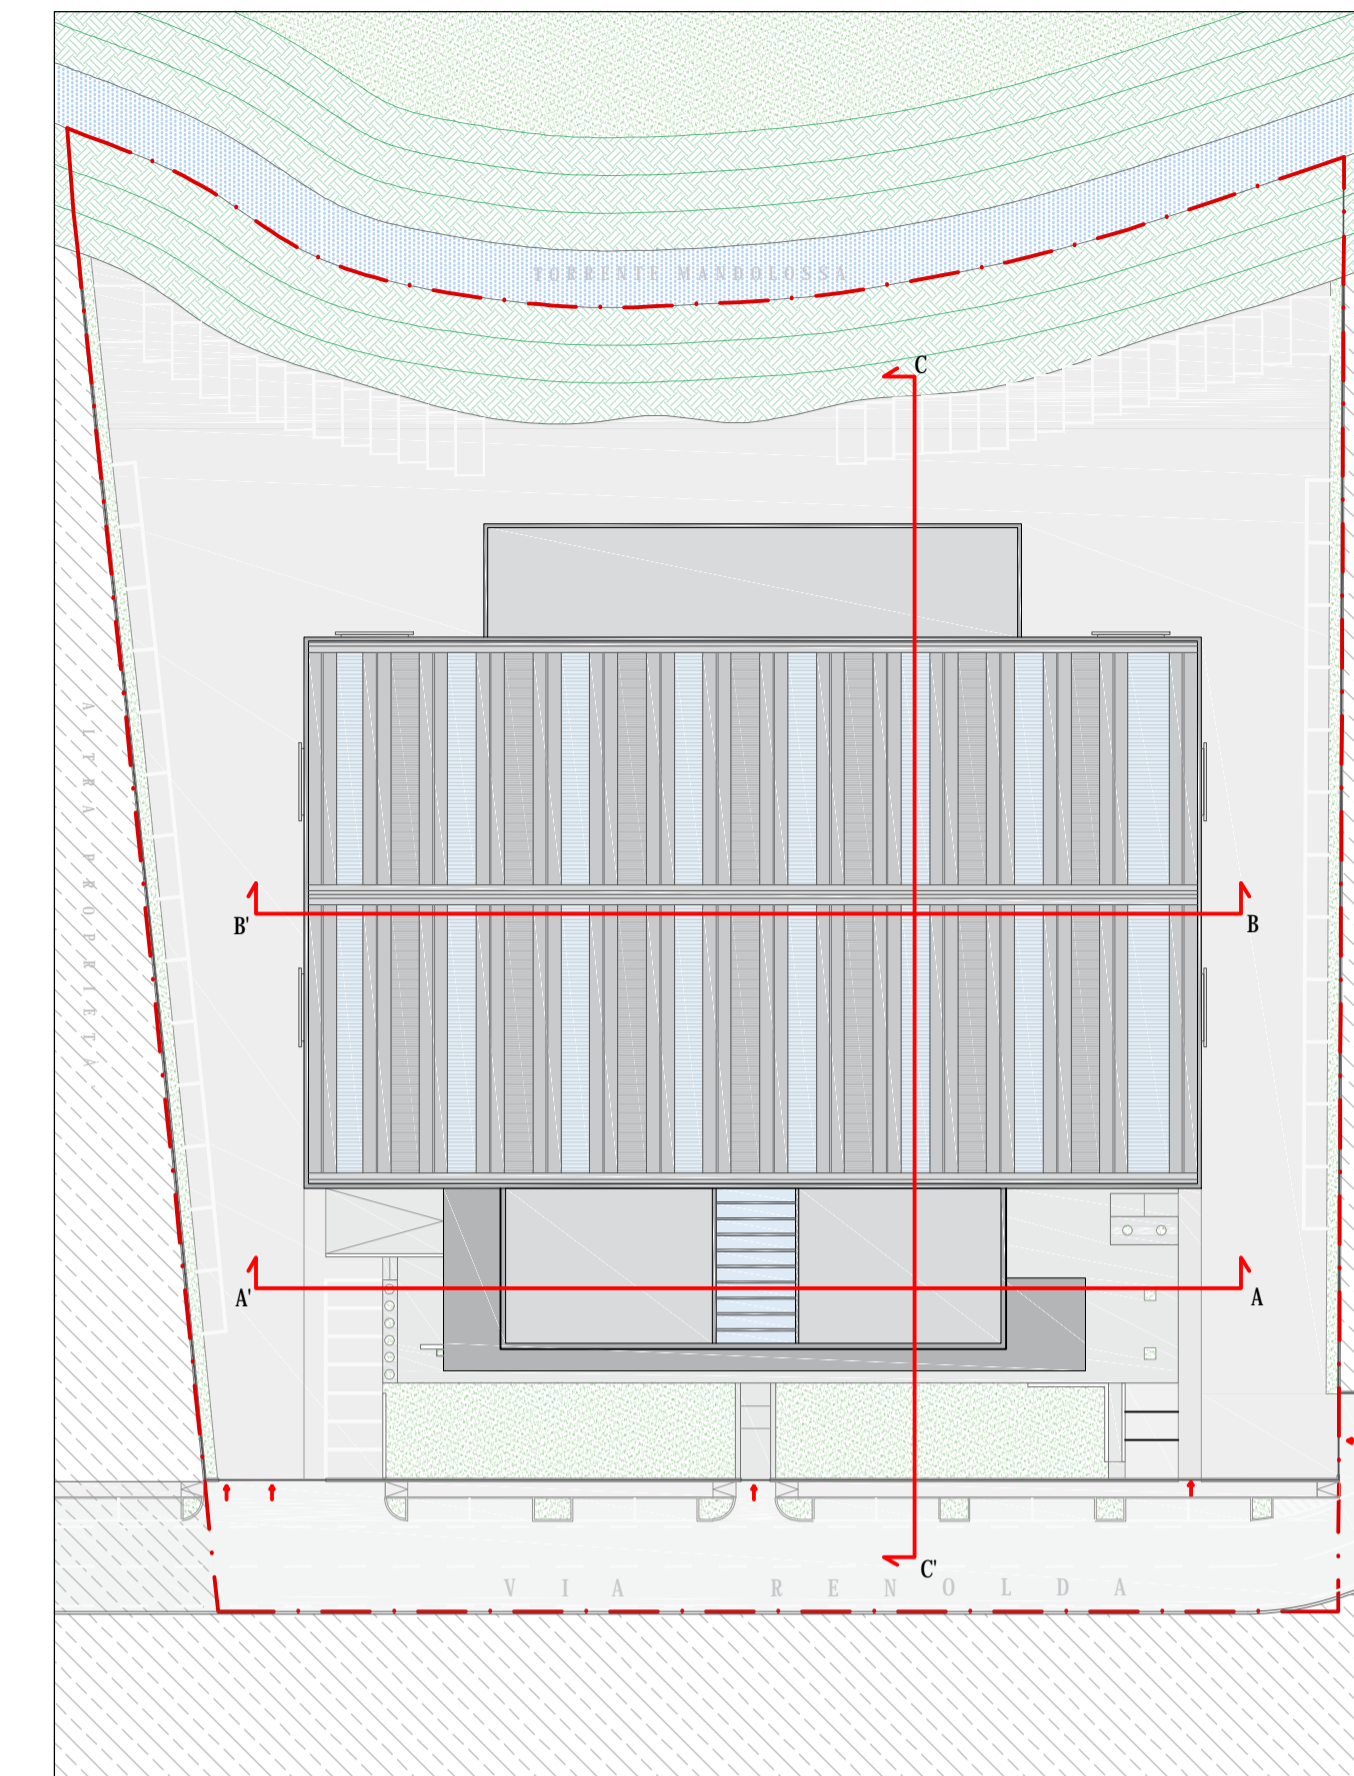 TORRENTE MANDOLOSSA
C
ALTRA PROPRIETÀ
B'
B
A'
A
C'
VIA RENOLDA